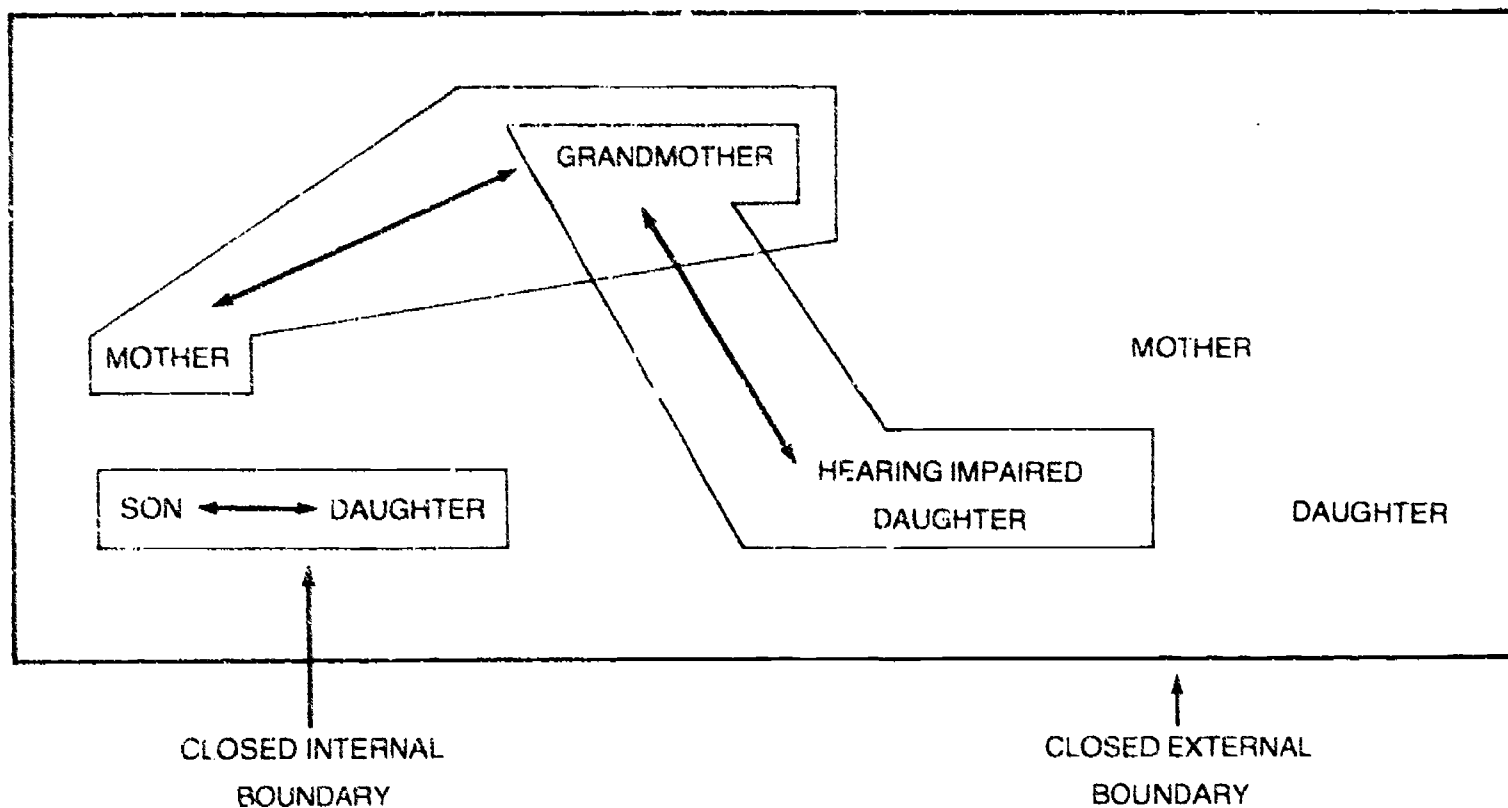 GRANDMOTHER
MOTHER
MOTHER
HEARING IMPAIRED
DAUGHTER
DAUGHTER
SON DAUGHTER
CLOSED INTERNAL
BOUNDARY
CLOSED EXTERNAL
BOUNDARY